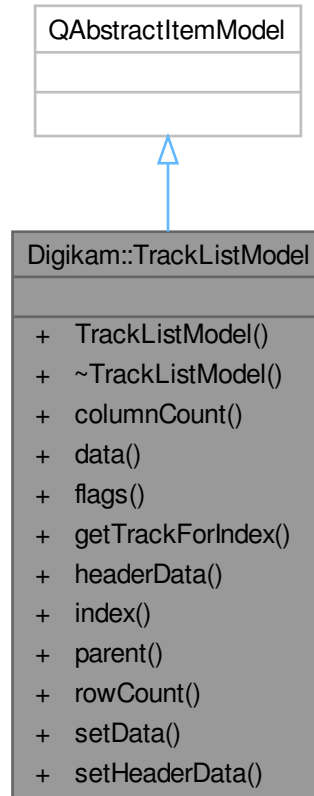 QAbstractItemModel
Digikam::TrackListModel
+ TrackListModel()
+ ~TrackListModel()
+ columnCount()
+ data()
+ flags()
+ getTrackForIndex()
+ headerData()
+ index()
+ parent()
+ rowCount()
+ setData()
+ setHeaderData()